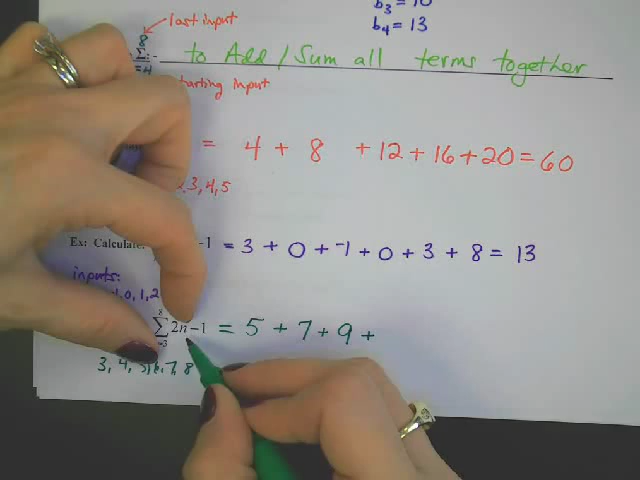 b₃ = 10
b₄ = 13
8 last input
Σ to Add / Sum all terms together
=4 starting input
= 4 + 8 + 12 + 16 + 20 = 60
3, 4, 5
Ex: Calculate: -1 = 3 + 0 + -1 + 0 + 3 + 8 = 13
inputs:
0, 1, 2
8
Σ 2n-1 = 5 + 7 + 9 +
=3
3, 4, 5, 6, 7, 8